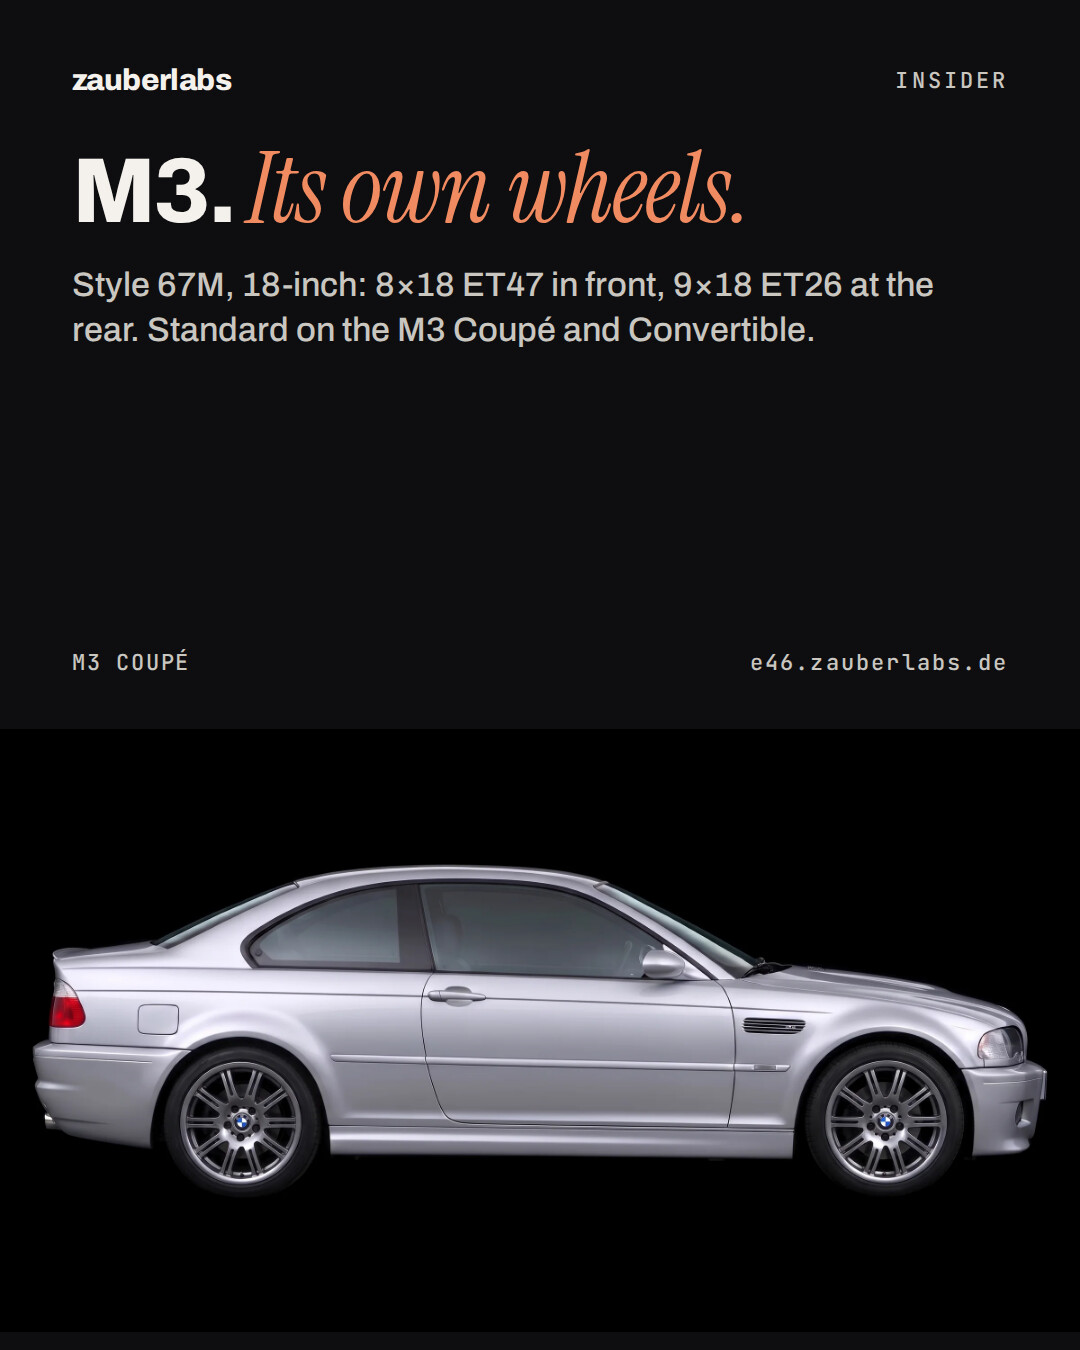 zauberlabs
INSIDER
M3. Its own wheels.
Style 67M, 18-inch: 8×18 ET47 in front, 9×18 ET26 at the
rear. Standard on the M3 Coupé and Convertible.
M3 COUPÉ
e46.zauberlabs.de